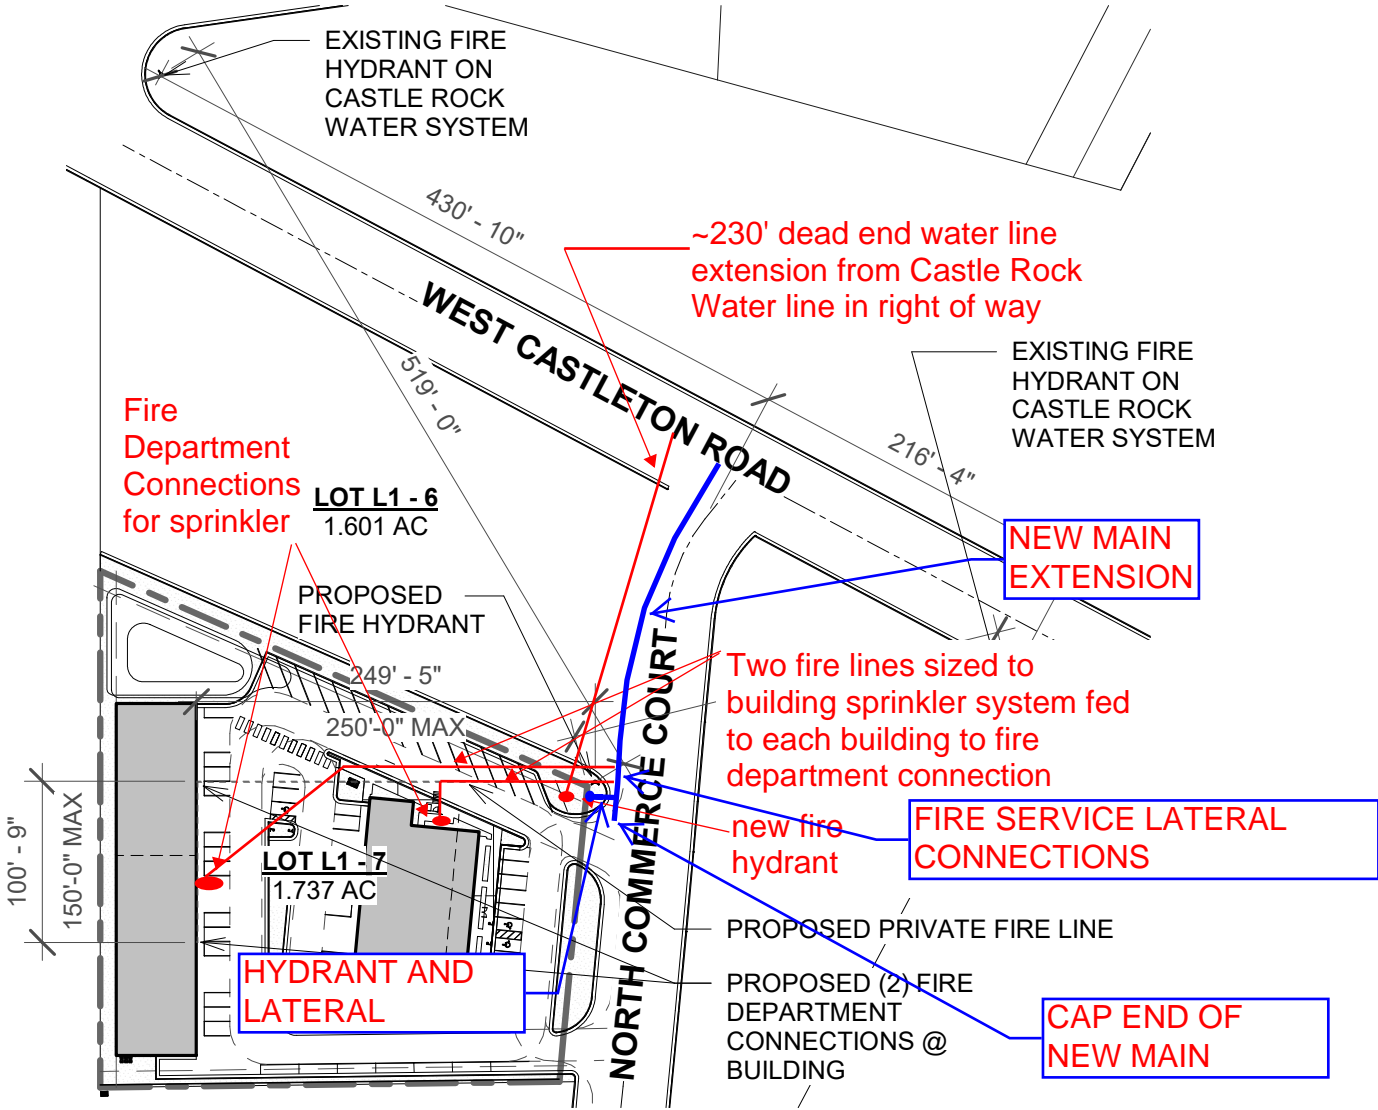 EXISTING FIRE
HYDRANT ON
CASTLE ROCK
WATER SYSTEM
430' - 10"
~230' dead end water line
extension from Castle Rock
Water line in right of way
WEST CASTLETON ROAD
519' - 0"
EXISTING FIRE
HYDRANT ON
CASTLE ROCK
WATER SYSTEM
216' - 4"
Fire
Department
Connections
for sprinkler
LOT L1 - 6
1.601 AC
NEW MAIN
EXTENSION
PROPOSED
FIRE HYDRANT
249' - 5"
250'-0" MAX
Two fire lines sized to
building sprinkler system fed
to each building to fire
department connection
NORTH COMMERCE COURT
new fire
hydrant
FIRE SERVICE LATERAL
CONNECTIONS
100' - 9"
150'-0" MAX
LOT L1 - 7
1.737 AC
PROPOSED PRIVATE FIRE LINE
HYDRANT AND
LATERAL
PROPOSED (2) FIRE
DEPARTMENT
CONNECTIONS @
BUILDING
CAP END OF
NEW MAIN